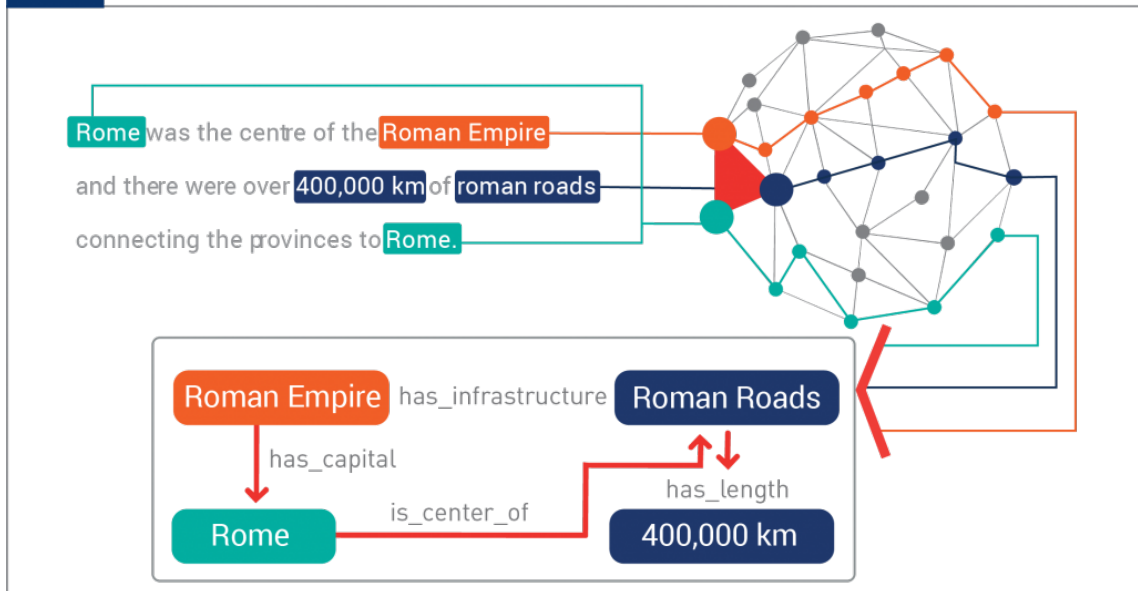 Rome was the centre of the Roman Empire
and there were over 400,000 km of roman roads
connecting the provinces to Rome.
Roman Empire has_infrastructure Roman Roads
has_capital
has_length
is_center_of
Rome 400,000 km